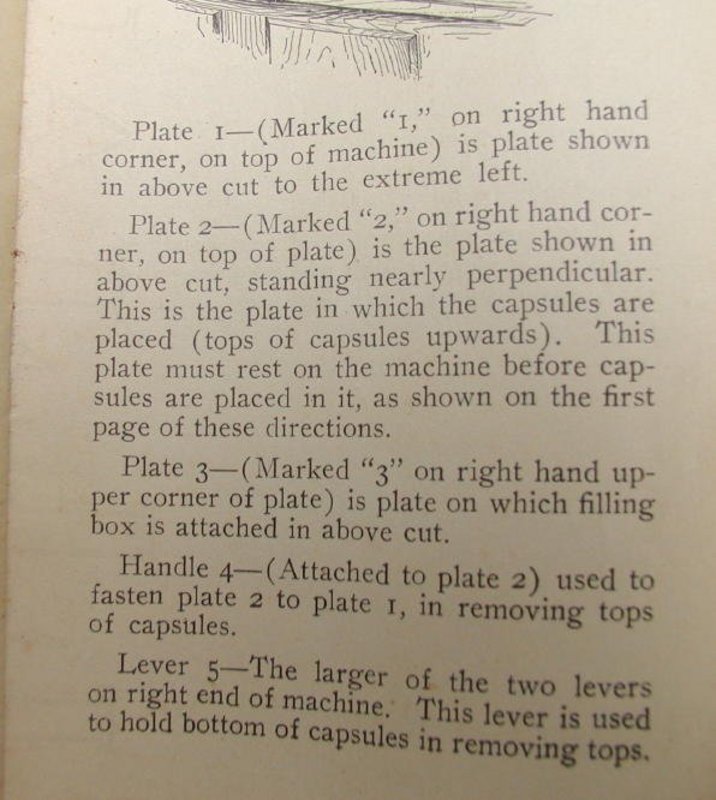 Plate 1—(Marked “1,” on right hand
corner, on top of machine) is plate shown
in above cut to the extreme left.
Plate 2—(Marked “2,” on right hand cor-
ner, on top of plate) is the plate shown in
above cut, standing nearly perpendicular.
This is the plate in which the capsules are
placed (tops of capsules upwards). This
plate must rest on the machine before cap-
sules are placed in it, as shown on the first
page of these directions.
Plate 3—(Marked “3” on right hand up-
per corner of plate) is plate on which filling
box is attached in above cut.
Handle 4—(Attached to plate 2) used to
fasten plate 2 to plate 1, in removing tops
of capsules.
Lever 5—The larger of the two levers
on right end of machine. This lever is used
to hold bottom of capsules in removing tops.